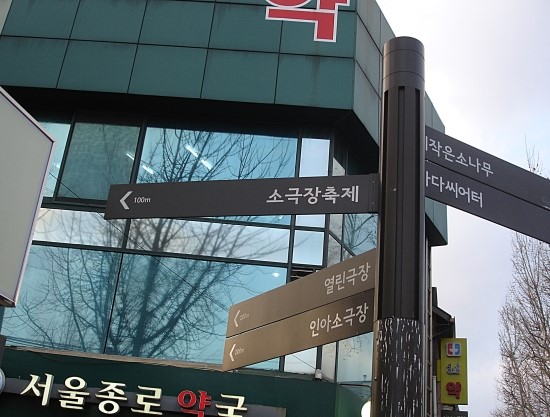 약
100m 소극장축제
작은소나무
다씨어터
열린극장
인아소극장
서울종로 약국
약